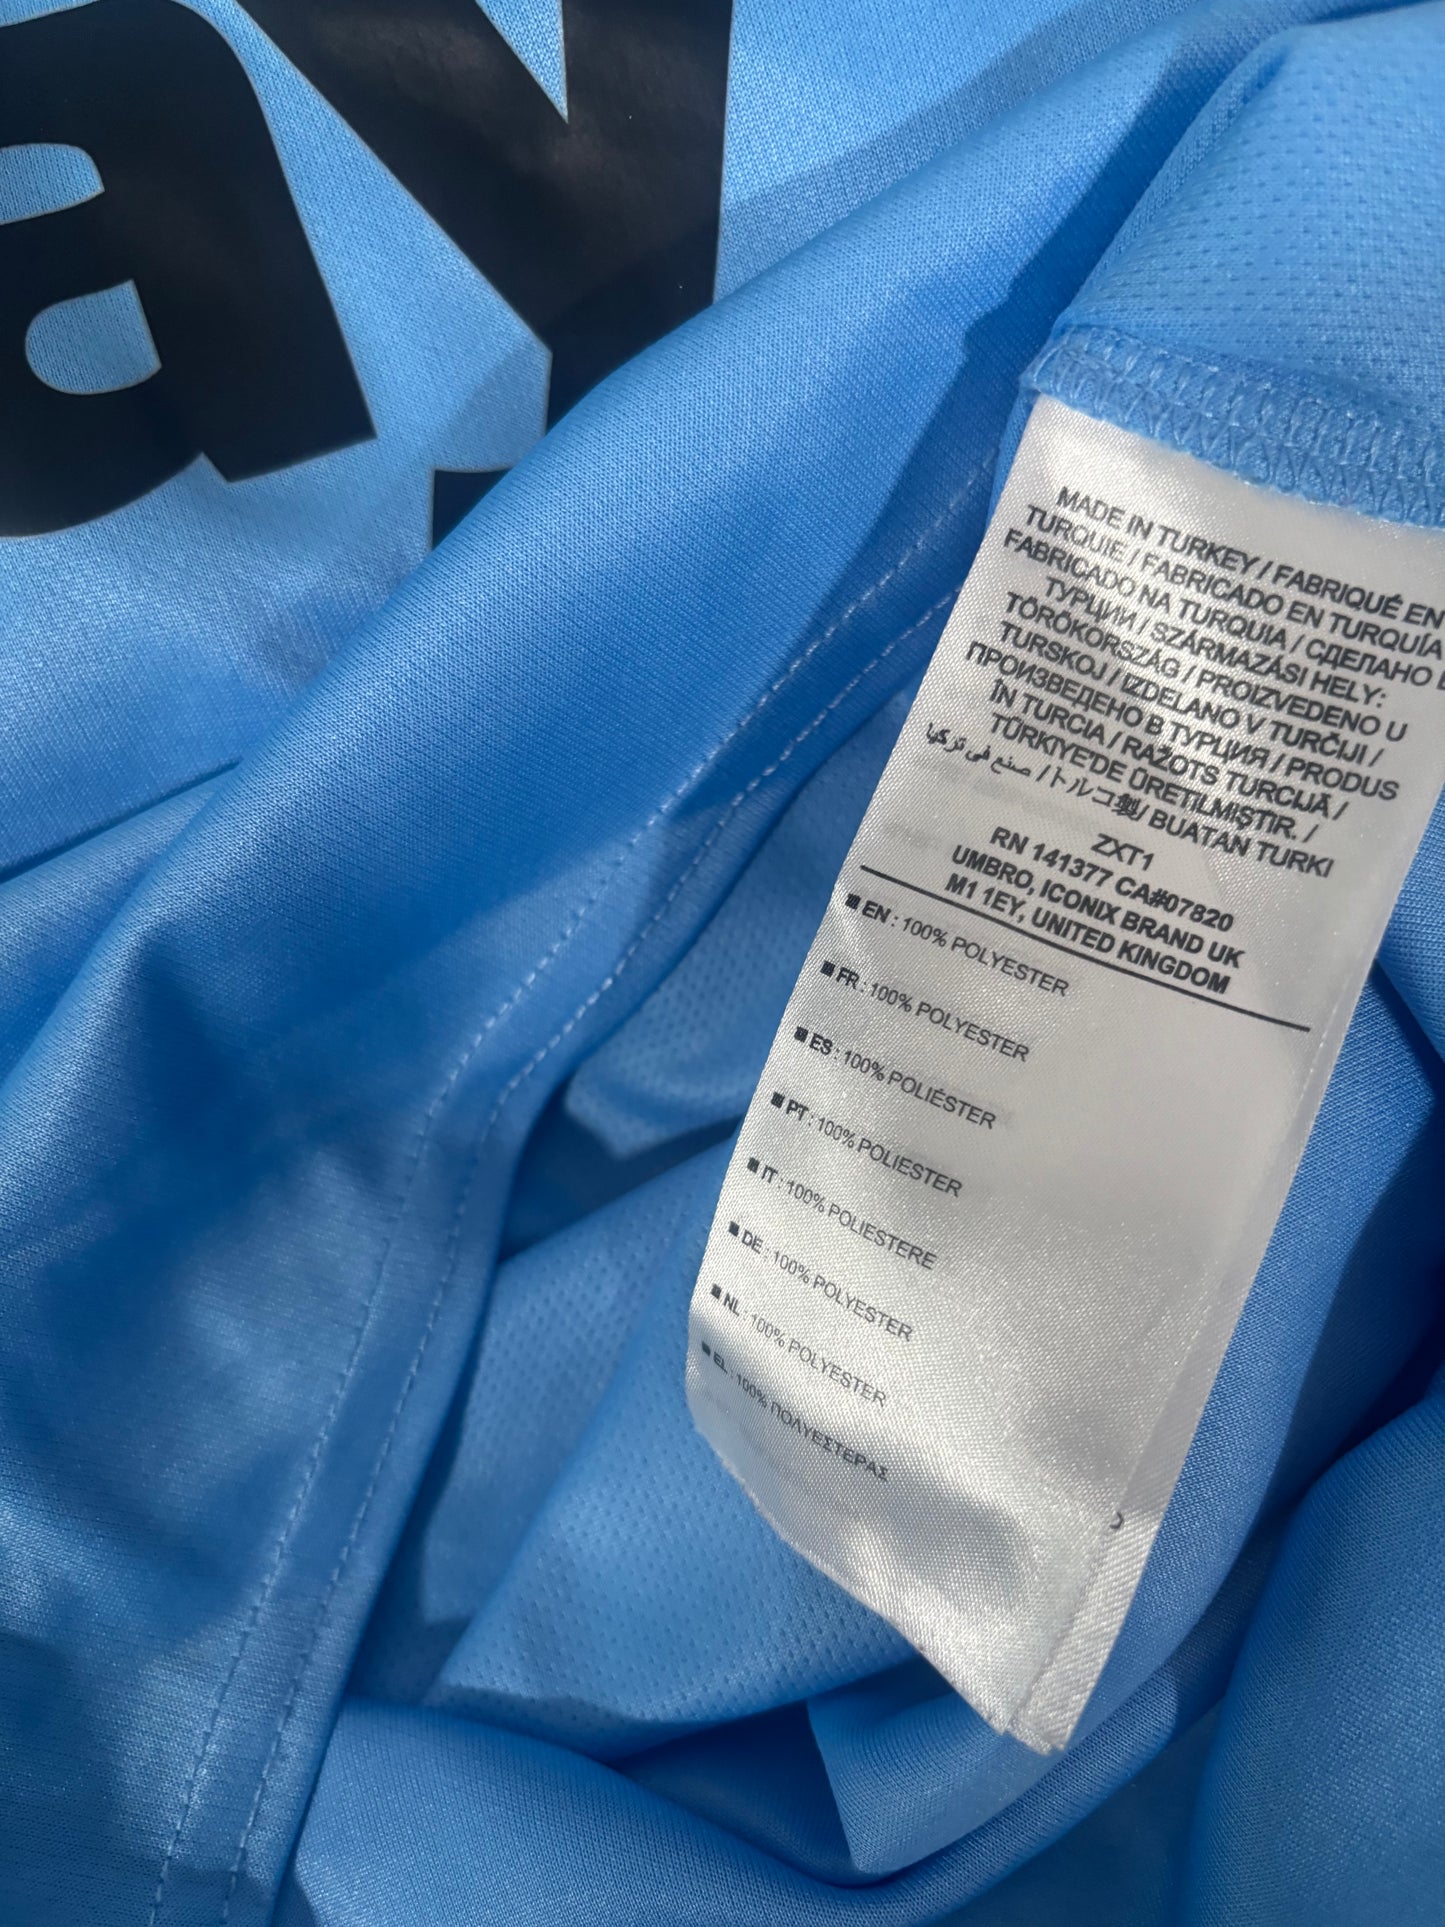 ay
MADE IN TURKEY / FABRIQUÉ EN
TURQUIE / FABRICADO EN TURQUÍA
FABRICADO NA TURQUIA / СДЕЛАНО В
ТУРЦИИ / SZÁRMAZÁSI HELY:
TÖRÖKORSZÁG / PROIZVEDENO U
TURSKOJ / IZDELANO V TURČIJI /
ПРОИЗВЕДЕНО В ТУРЦИЯ / PRODUS
ÎN TURCIA / RAŽOTS TURCIJĀ /
TÜRKIYE'DE ÜRETILMIŞTIR. /
صنع في تركيا / トルコ製/ BUATAN TURKI
ZXT1
RN 141377 CA#07820
UMBRO, ICONIX BRAND UK
M1 1EY, UNITED KINGDOM
■ EN : 100% POLYESTER
■ FR : 100% POLYESTER
■ ES : 100% POLIÉSTER
■ PT : 100% POLIÉSTER
■ IT : 100% POLIESTERE
■ DE : 100% POLYESTER
■ NL : 100% POLYESTER
■ EL : 100% ΠΟΛΥΕΣΤΕΡΑΣ